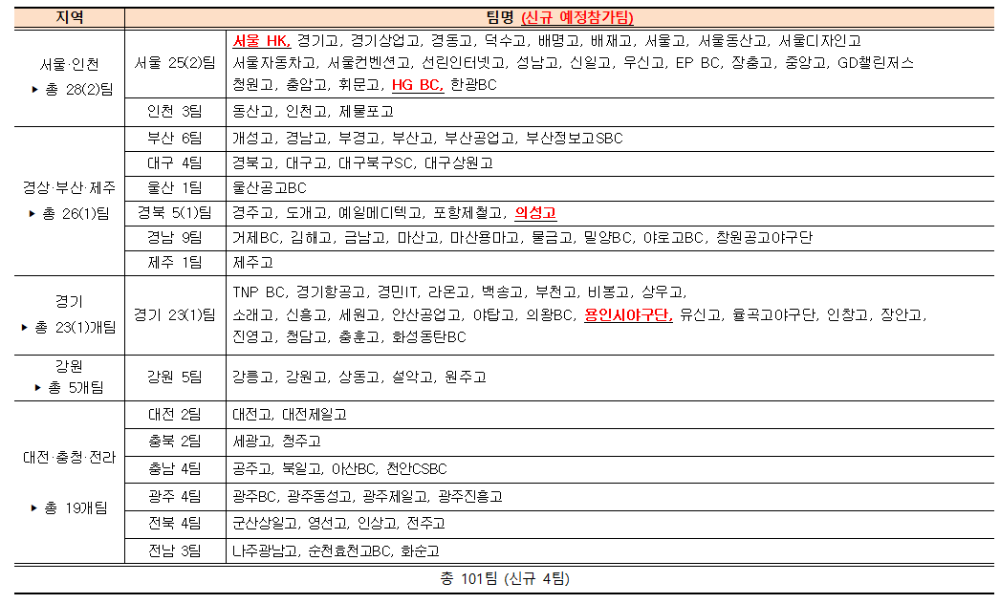 지역 팀명 (신규 예정참가팀)
서울·인천
▶ 총 28(2)팀
서울 25(2)팀
서울 HK, 경기고, 경기상업고, 경동고, 덕수고, 배명고, 배재고, 서울고, 서울동산고, 서울디자인고
서울자동차고, 서울컨벤션고, 선린인터넷고, 성남고, 신일고, 우신고, EP BC, 장충고, 중앙고, GD챌린저스
청원고, 충암고, 휘문고, HG BC, 한광BC
인천 3팀 동산고, 인천고, 제물포고
경상·부산·제주
▶ 총 26(1)팀
부산 6팀 개성고, 경남고, 부경고, 부산고, 부산공업고, 부산정보고SBC
대구 4팀 경북고, 대구고, 대구북구SC, 대구상원고
울산 1팀 울산공고BC
경북 5(1)팀 경주고, 도개고, 예일메디텍고, 포항제철고, 의성고
경남 9팀 거제BC, 김해고, 금남고, 마산고, 마산용마고, 물금고, 밀양BC, 야로고BC, 창원공고야구단
제주 1팀 제주고
경기
▶ 총 23(1)개팀
경기 23(1)팀
TNP BC, 경기항공고, 경민IT, 라온고, 백송고, 부천고, 비봉고, 상우고,
소래고, 신흥고, 세원고, 안산공업고, 야탑고, 의왕BC, 용인시야구단, 유신고, 율곡고야구단, 인창고, 장안고,
진영고, 청담고, 충훈고, 화성동탄BC
강원
▶ 총 5개팀
강원 5팀 강릉고, 강원고, 상동고, 설악고, 원주고
대전·충청·전라
▶ 총 19개팀
대전 2팀 대전고, 대전제일고
충북 2팀 세광고, 청주고
충남 4팀 공주고, 북일고, 아산BC, 천안CSBC
광주 4팀 광주BC, 광주동성고, 광주제일고, 광주진흥고
전북 4팀 군산상일고, 영선고, 인상고, 전주고
전남 3팀 나주광남고, 순천효천고BC, 화순고
총 101팀 (신규 4팀)